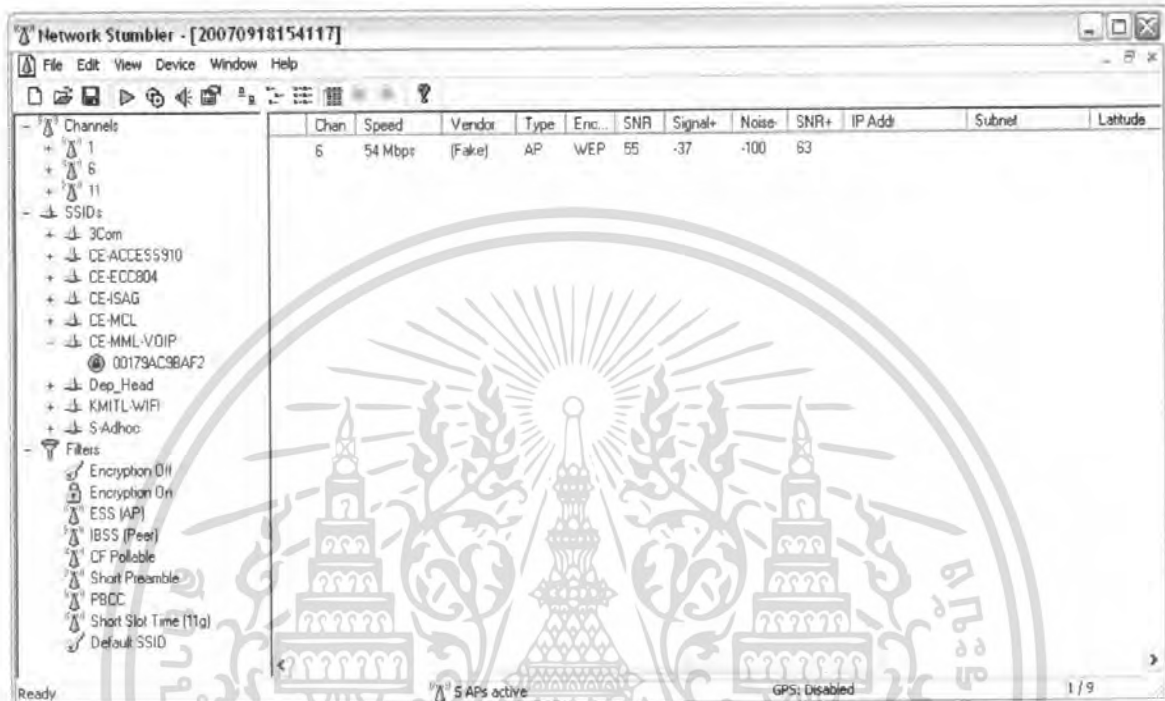 Network Stumbler - [20070918154117]
File Edit View Device Window Help
Channels
1
6
11
SSIDs
3Com
CE-ACCESS910
CE-ECC804
CE-ISAG
CE-MCL
CE-MML-VOIP
00179AC9BAF2
Dep_Head
KMITL-WIFI
S-Adhoc
Filters
Encryption Off
Encryption On
ESS (AP)
IBSS (Peer)
CF Pollable
Short Preamble
PBCC
Short Slot Time (11g)
Default SSID
Chan Speed Vendor Type Enc... SNR Signal+ Noise- SNR+ IP Addr Subnet Latitude
6 54 Mbps (Fake) AP WEP 55 -37 -100 63
Ready 5 APs active GPS: Disabled 1 / 9